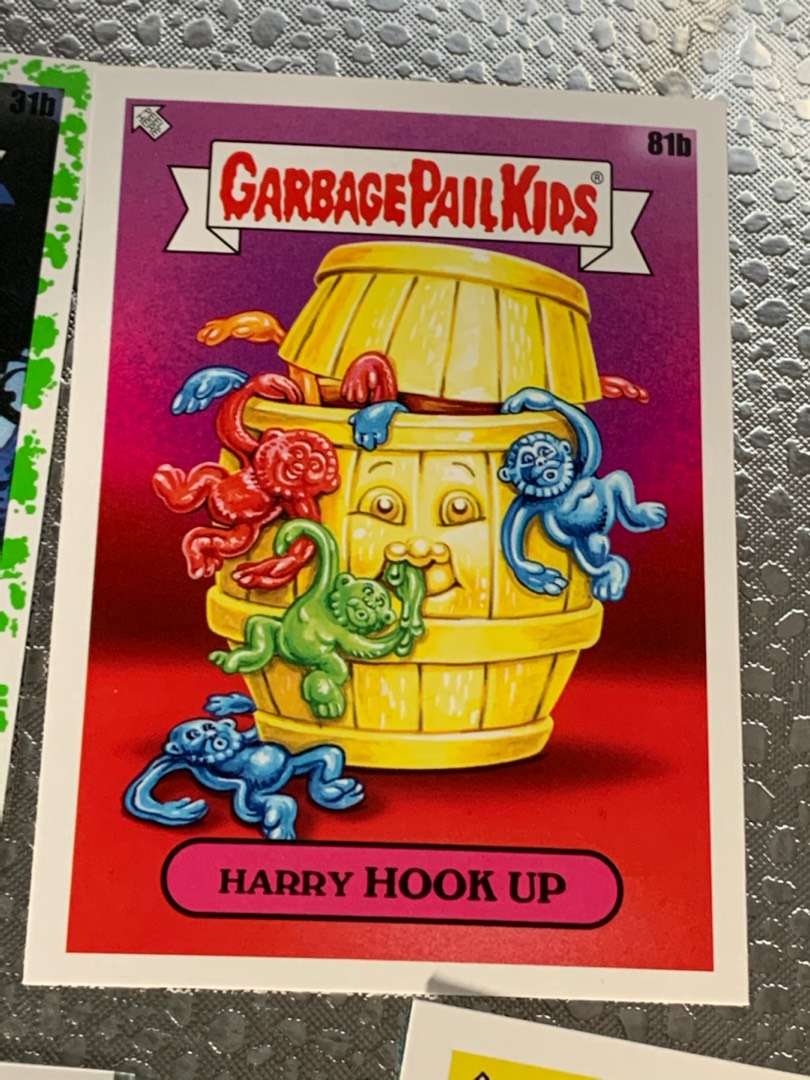 31b
81b
GARBAGE PAIL KIDS®
HARRY HOOK UP